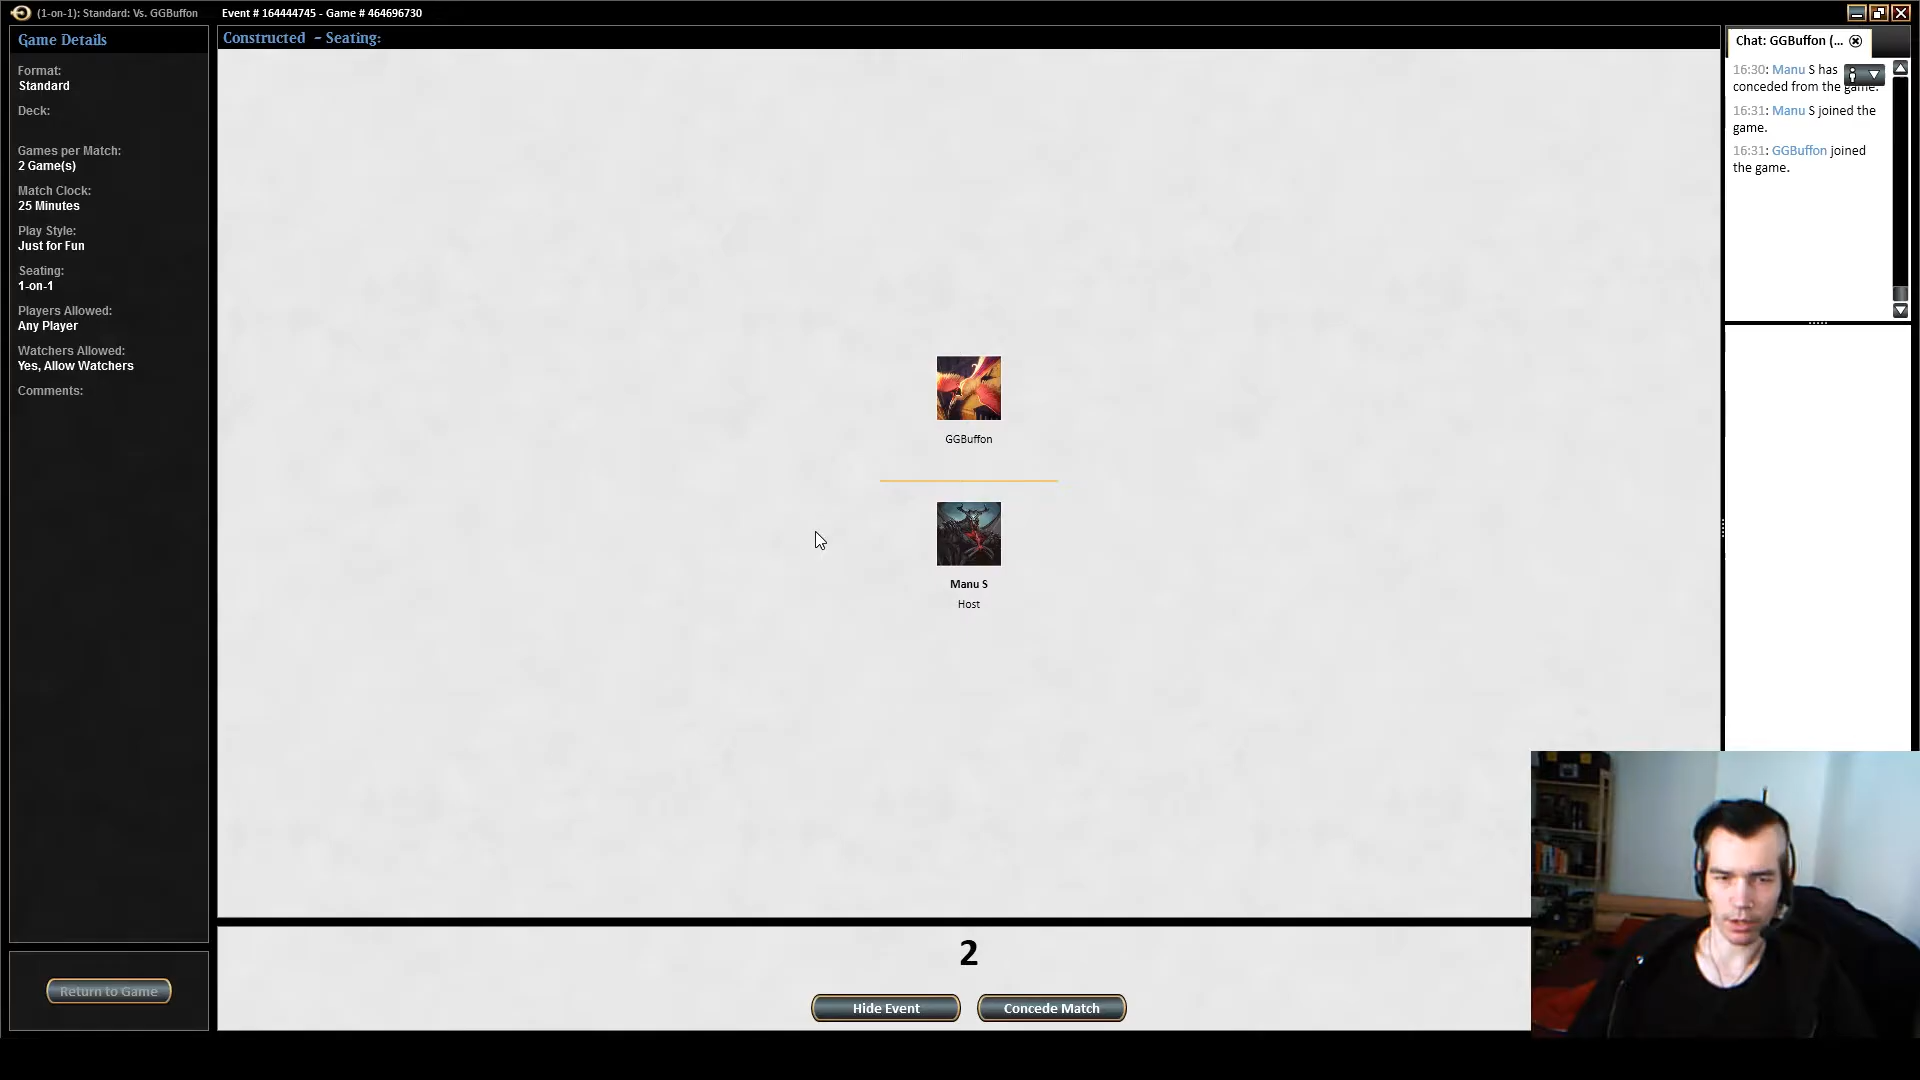 (1-on-1): Standard: Vs. GGBuffon
Event # 164444745 - Game # 464696730
Game Details
Format:
Standard
Deck:
Games per Match:
2 Game(s)
Match Clock:
25 Minutes
Play Style:
Just for Fun
Seating:
1-on-1
Players Allowed:
Any Player
Watchers Allowed:
Yes, Allow Watchers
Comments:
Return to Game
Constructed - Seating:
GGBuffon
Manu S
Host
2
Hide Event
Concede Match
Chat: GGBuffon (...
16:30: Manu S has
conceded from the game.
16:31: Manu S joined the
game.
16:31: GGBuffon joined
the game.